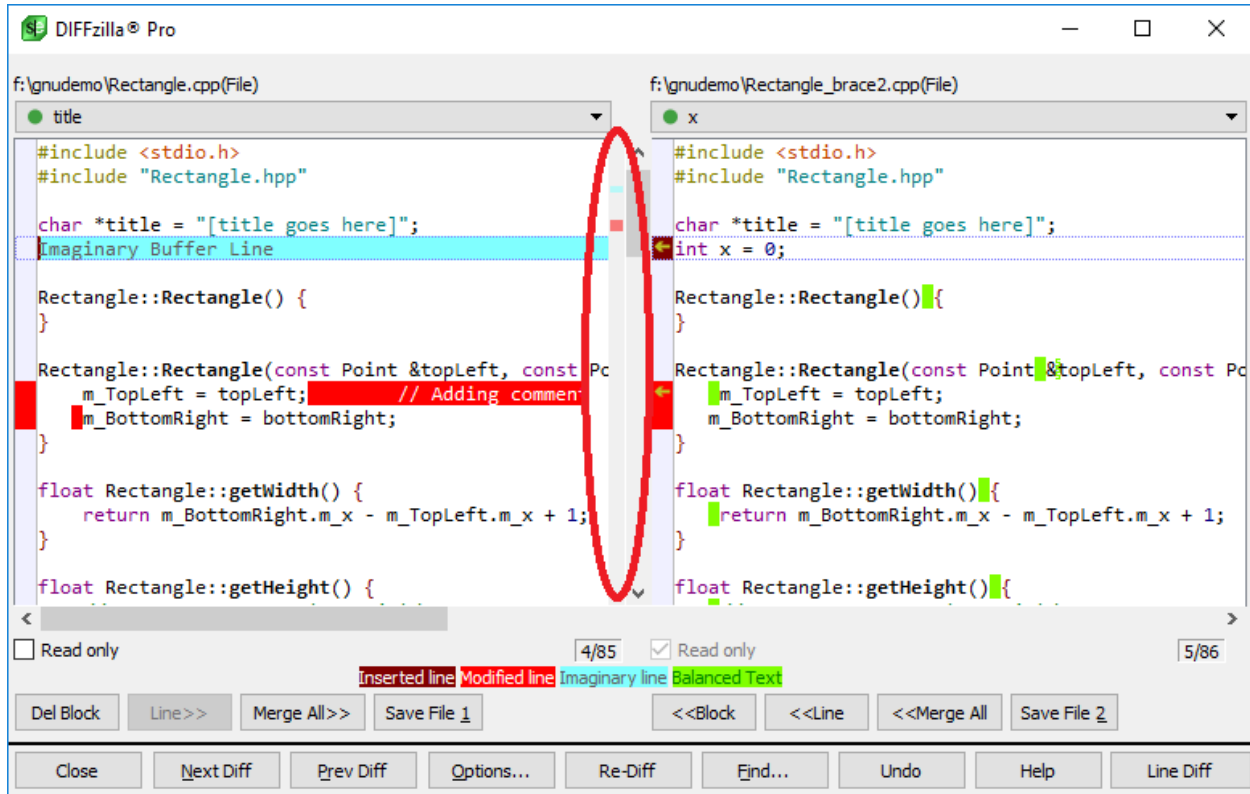 DIFFzilla® Pro
f:\gnudemo\Rectangle.cpp(File)
title
#include <stdio.h>
#include "Rectangle.hpp"
char *title = "[title goes here]";
Imaginary Buffer Line
Rectangle::Rectangle() {
}
Rectangle::Rectangle(const Point &topLeft, const Po
m_TopLeft = topLeft; // Adding comment
m_BottomRight = bottomRight;
}
float Rectangle::getWidth() {
return m_BottomRight.m_x - m_TopLeft.m_x + 1;
}
float Rectangle::getHeight() {
f:\gnudemo\Rectangle_brace2.cpp(File)
x
#include <stdio.h>
#include "Rectangle.hpp"
char *title = "[title goes here]";
int x = 0;
Rectangle::Rectangle() {
}
Rectangle::Rectangle(const Point &topLeft, const Po
m_TopLeft = topLeft;
m_BottomRight = bottomRight;
}
float Rectangle::getWidth() {
return m_BottomRight.m_x - m_TopLeft.m_x + 1;
}
float Rectangle::getHeight() {
Read only 4/85 Read only 5/86
Inserted line Modified line Imaginary line Balanced Text
Del Block Line>> Merge All>> Save File 1 <<Block <<Line <<Merge All Save File 2
Close Next Diff Prev Diff Options... Re-Diff Find... Undo Help Line Diff